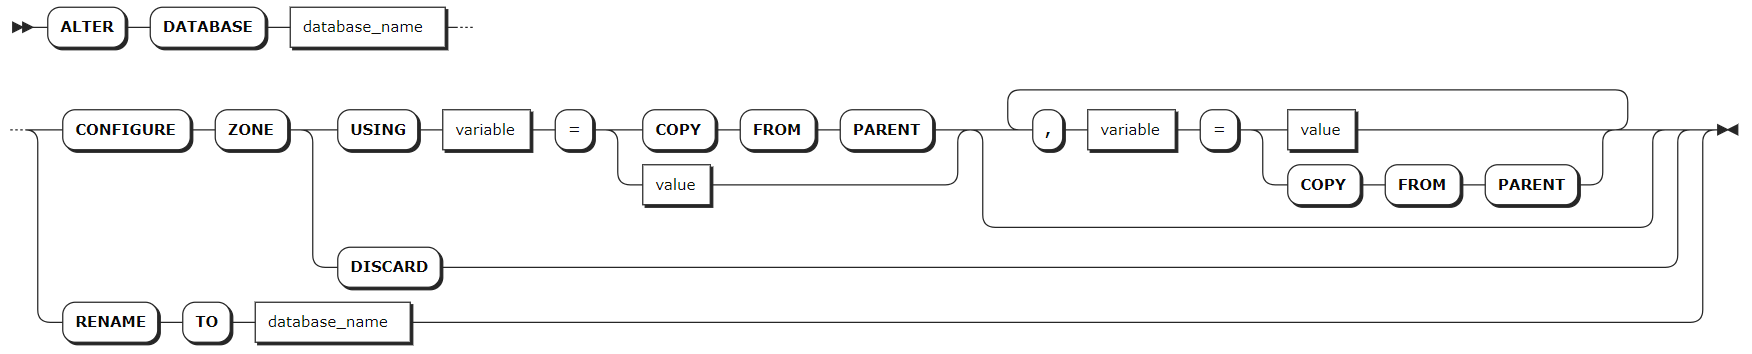 ALTER DATABASE database_name
CONFIGURE ZONE USING variable = COPY FROM PARENT , variable = value
value COPY FROM PARENT
DISCARD
RENAME TO database_name